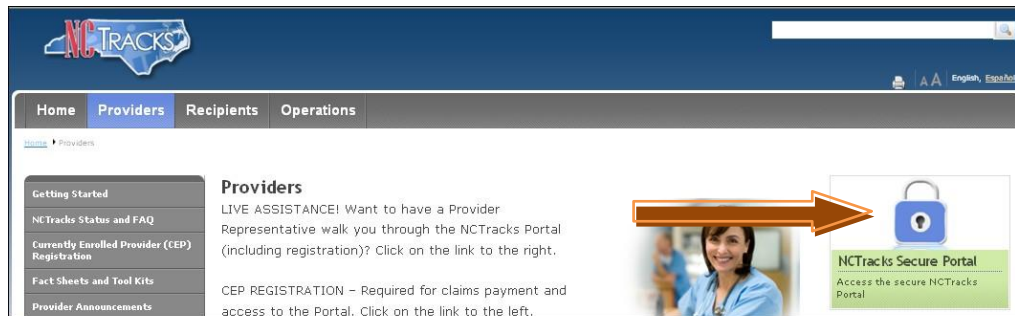 NCTRACKS
A A English, Español
Home Providers Recipients Operations
Home Providers
Getting Started
NCTracks Status and FAQ
Currently Enrolled Provider (CEP)
Registration
Fact Sheets and Tool Kits
Provider Announcements
Providers
LIVE ASSISTANCE! Want to have a Provider
Representative walk you through the NCTracks Portal
(including registration)? Click on the link to the right.
CEP REGISTRATION – Required for claims payment and
access to the Portal. Click on the link to the left.
NCTracks Secure Portal
Access the secure NCTracks
Portal